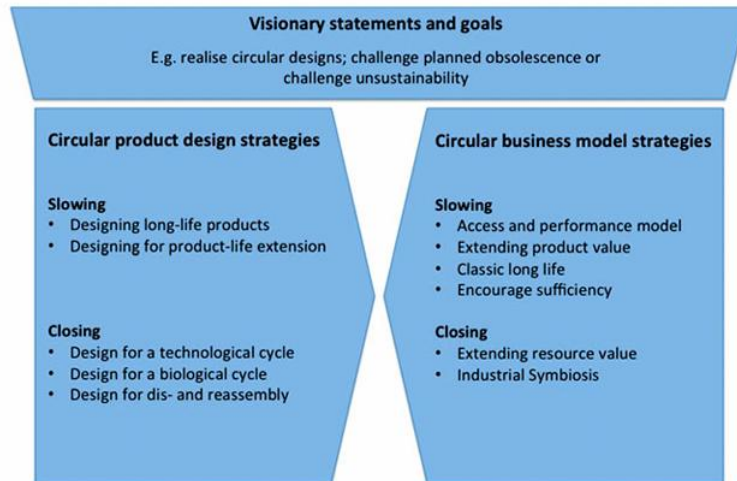 Visionary statements and goals
E.g. realise circular designs; challenge planned obsolescence or
challenge unsustainability
Circular product design strategies
Slowing
• Designing long-life products
• Designing for product-life extension
Closing
• Design for a technological cycle
• Design for a biological cycle
• Design for dis- and reassembly
Circular business model strategies
Slowing
• Access and performance model
• Extending product value
• Classic long life
• Encourage sufficiency
Closing
• Extending resource value
• Industrial Symbiosis